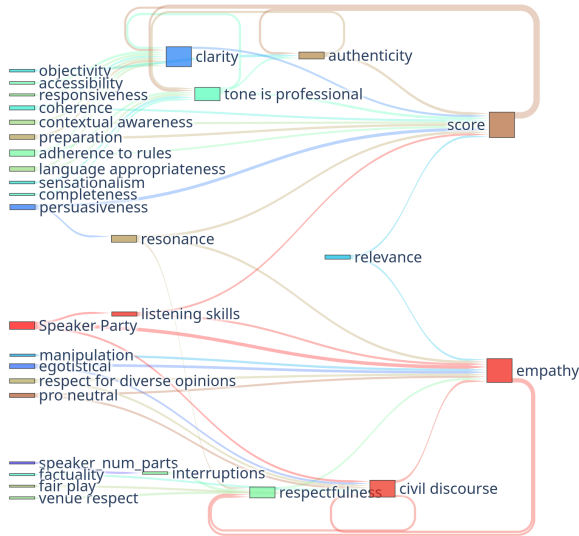 clarity
authenticity
objectivity
accessibility
responsiveness
tone is professional
coherence
contextual awareness
score
preparation
adherence to rules
language appropriateness
sensationalism
completeness
persuasiveness
resonance
relevance
listening skills
Speaker Party
manipulation
egotistical
empathy
respect for diverse opinions
pro neutral
speaker_num_parts
interruptions
factuality
fair play
respectfulness
civil discourse
venue respect